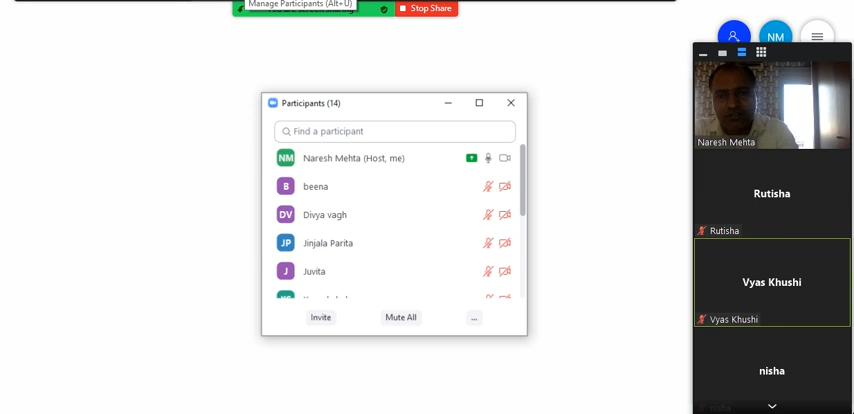 Manage Participants (Alt+U)
Stop Share
NM
Participants (14)
Find a participant
NM Naresh Mehta (Host, me)
B beena
DV Divya vagh
JP Jinjala Parita
J Juvita
Invite Mute All ...
Naresh Mehta
Rutisha
Rutisha
Vyas Khushi
Vyas Khushi
nisha